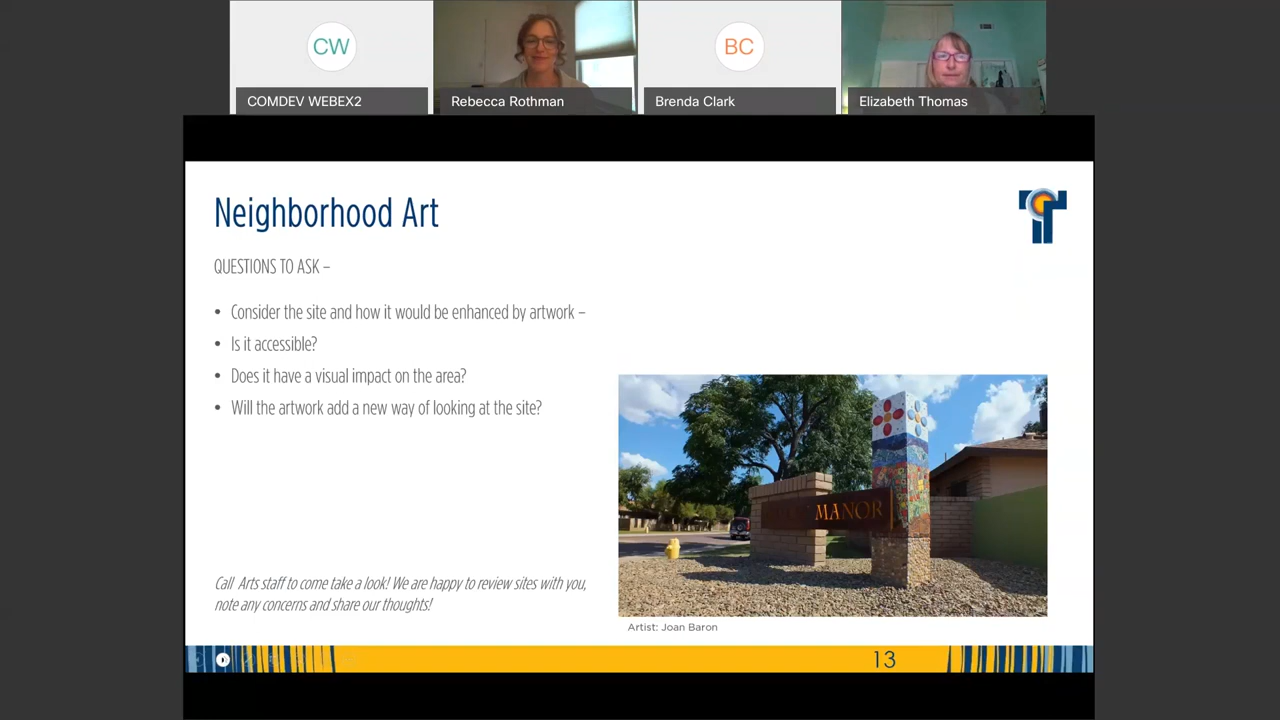 CW
BC
COMDEV WEBEX2
Rebecca Rothman
Brenda Clark
Elizabeth Thomas
Neighborhood Art
QUESTIONS TO ASK –
• Consider the site and how it would be enhanced by artwork –
• Is it accessible?
• Does it have a visual impact on the area?
• Will the artwork add a new way of looking at the site?
MANOR
Call Arts staff to come take a look! We are happy to review sites with you,
note any concerns and share our thoughts!
Artist: Joan Baron
13